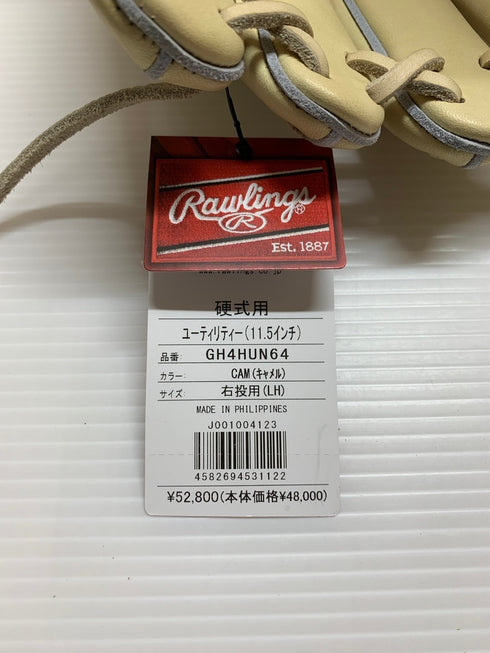 Rawlings
R
Est. 1887
www.rawlings.co.jp
硬式用
ユーティリティー(11.5インチ)
品番: GH4HUN64
カラー: CAM(キャメル)
サイズ: 右投用(LH)
MADE IN PHILIPPINES
J001004123
4582694531122
¥52,800(本体価格¥48,000)